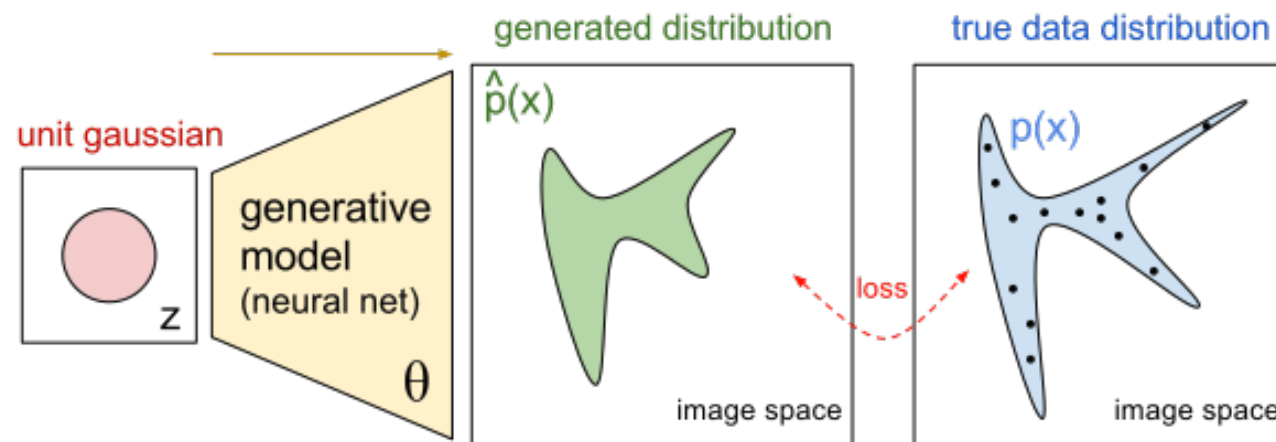 generated distribution
true data distribution
unit gaussian
z
generative
model
(neural net)
θ
p̂(x)
image space
loss
p(x)
image space